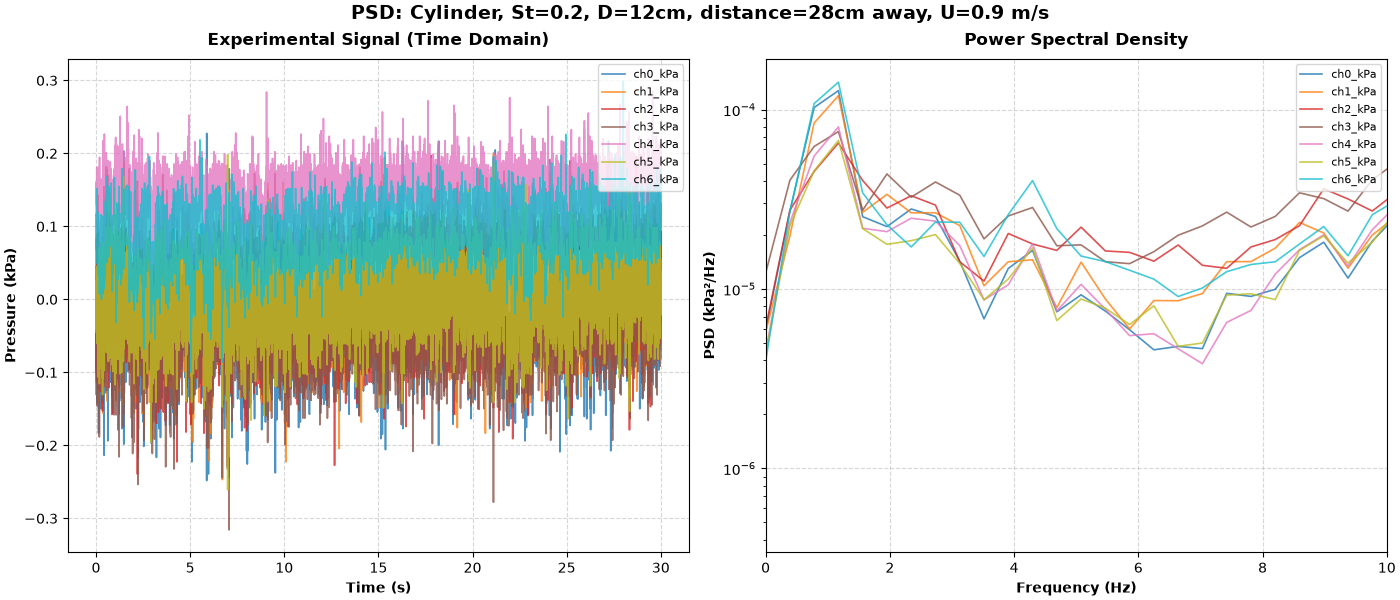 PSD: Cylinder, St=0.2, D=12cm, distance=28cm away, U=0.9 m/s
Experimental Signal (Time Domain)
Pressure (kPa)
0.3
0.2
0.1
0.0
−0.1
−0.2
−0.3
0 5 10 15 20 25 30
Time (s)
ch0_kPa
ch1_kPa
ch2_kPa
ch3_kPa
ch4_kPa
ch5_kPa
ch6_kPa
Power Spectral Density
PSD (kPa²/Hz)
10⁻⁴
10⁻⁵
10⁻⁶
0 2 4 6 8 10
Frequency (Hz)
ch0_kPa
ch1_kPa
ch2_kPa
ch3_kPa
ch4_kPa
ch5_kPa
ch6_kPa